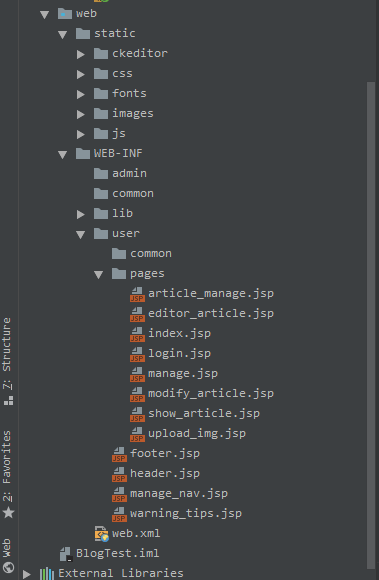 web
static
ckeditor
css
fonts
images
js
WEB-INF
admin
common
lib
user
common
pages
JSP article_manage.jsp
JSP editor_article.jsp
JSP index.jsp
JSP login.jsp
JSP manage.jsp
JSP modify_article.jsp
JSP show_article.jsp
JSP upload_img.jsp
JSP footer.jsp
JSP header.jsp
JSP manage_nav.jsp
JSP warning_tips.jsp
web.xml
BlogTest.iml
External Libraries
7: Structure
2: Favorites
Web